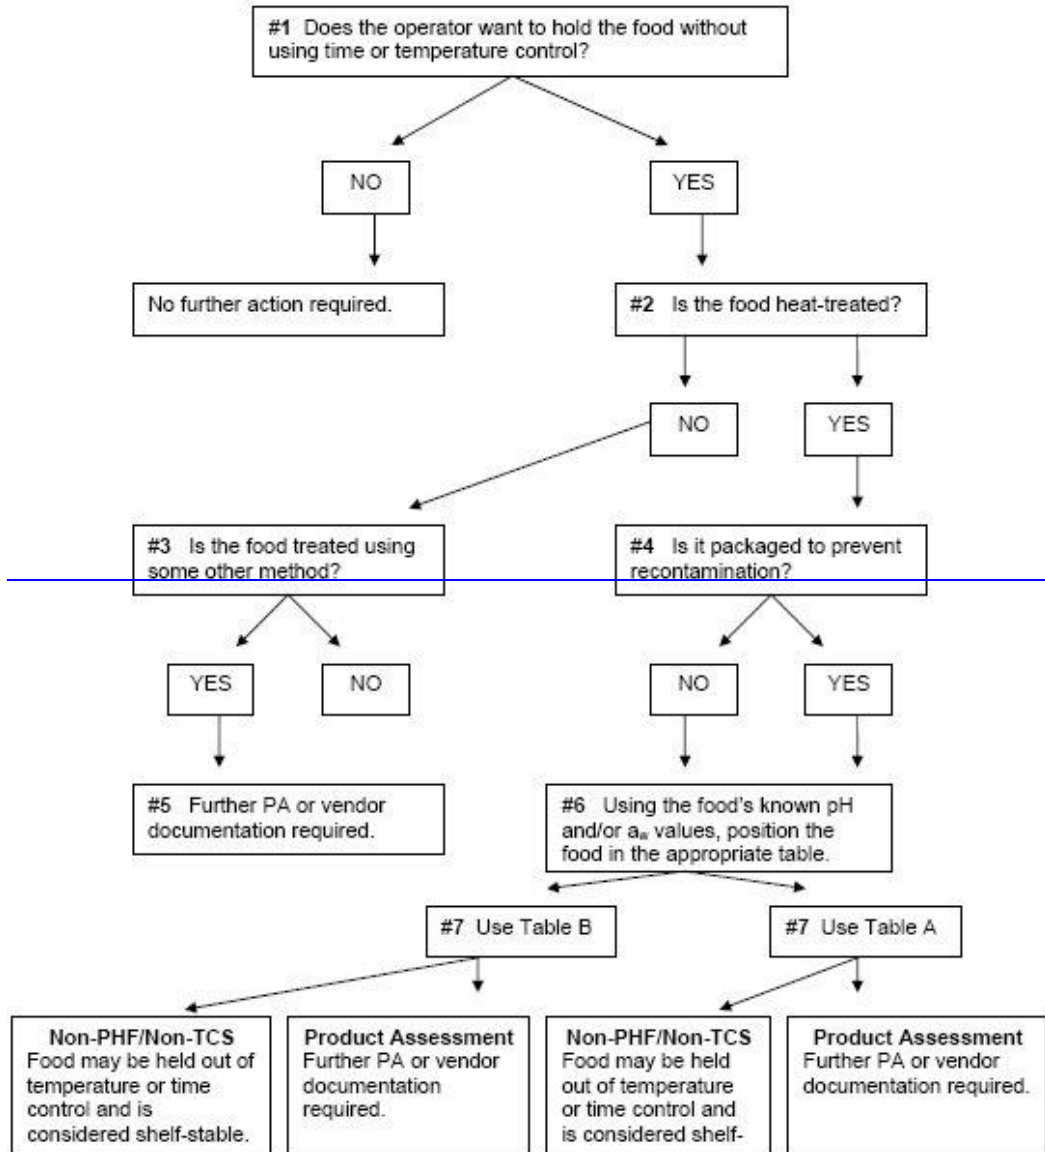 #1 Does the operator want to hold the food without
using time or temperature control?
NO
YES
No further action required.
#2 Is the food heat-treated?
NO
YES
#3 Is the food treated using
some other method?
#4 Is it packaged to prevent
recontamination?
YES
NO
NO
YES
#5 Further PA or vendor
documentation required.
#6 Using the food's known pH
and/or aw values, position the
food in the appropriate table.
#7 Use Table B
#7 Use Table A
Non-PHF/Non-TCS
Food may be held out of
temperature or time
control and is
considered shelf-stable.
Product Assessment
Further PA or vendor
documentation
required.
Non-PHF/Non-TCS
Food may be held
out of temperature
or time control and
is considered shelf-
Product Assessment
Further PA or vendor
documentation required.